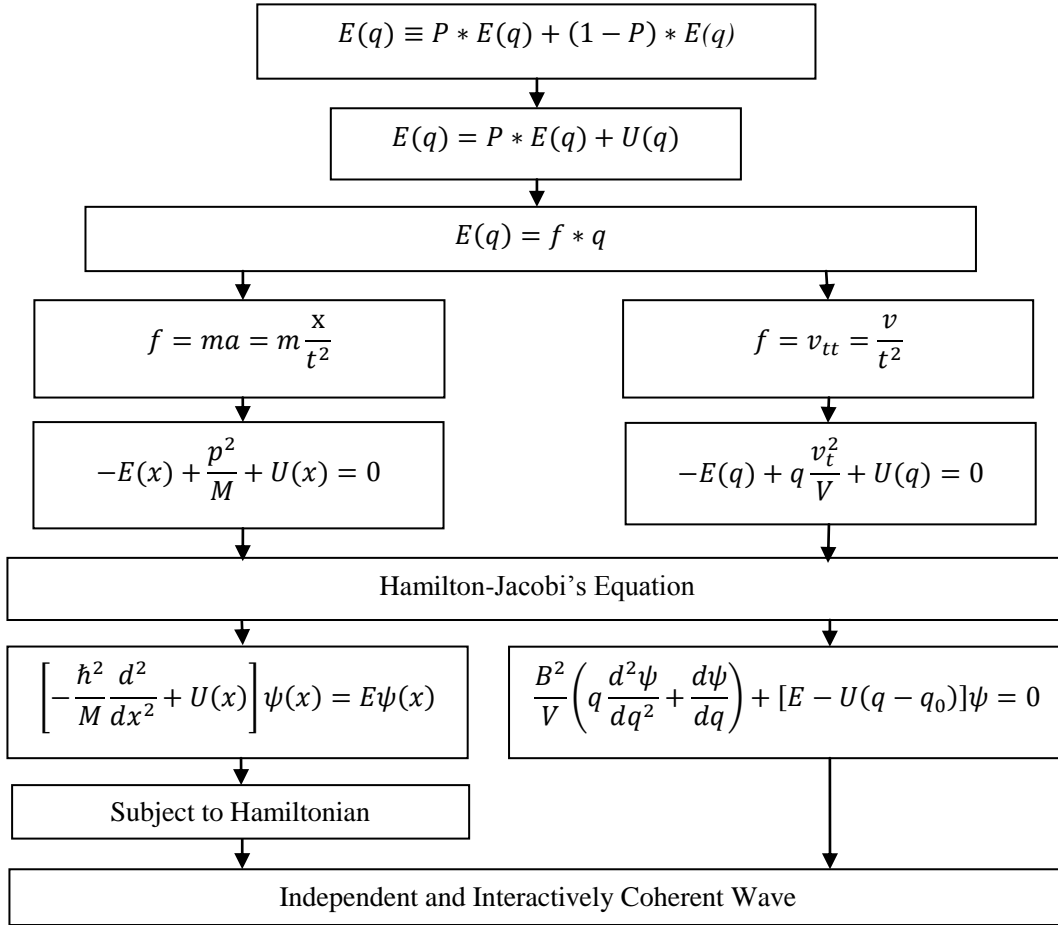 E(q) ≡ P ∗ E(q) + (1 − P) ∗ E(q)
E(q) = P ∗ E(q) + U(q)
E(q) = f ∗ q
f = ma = m x/t²
f = v_tt = v/t²
−E(x) + p²/M + U(x) = 0
−E(q) + q v_t²/V + U(q) = 0
Hamilton-Jacobi’s Equation
[−ℏ²/M d²/dx² + U(x)] ψ(x) = Eψ(x)
B²/V (q d²ψ/dq² + dψ/dq) + [E − U(q − q₀)]ψ = 0
Subject to Hamiltonian
Independent and Interactively Coherent Wave